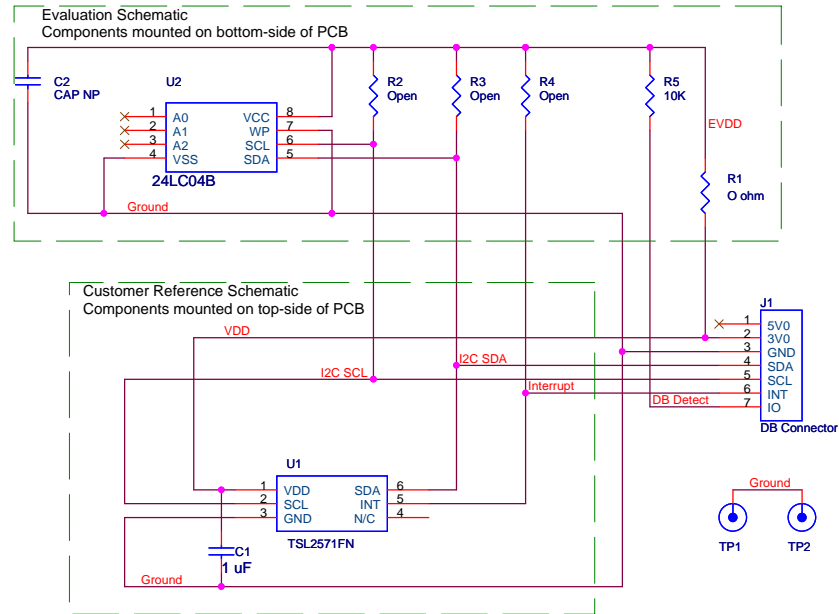 Evaluation Schematic
Components mounted on bottom-side of PCB
C2
CAP NP
U2
1 A0 VCC 8
2 A1 WP 7
3 A2 SCL 6
4 VSS SDA 5
24LC04B
R2
Open
R3
Open
R4
Open
R5
10K
EVDD
R1
O ohm
Ground
Customer Reference Schematic
Components mounted on top-side of PCB
VDD
I2C SCL
I2C SDA
Interrupt
DB Detect
J1
1 5V0
2 3V0
3 GND
4 SDA
5 SCL
6 INT
7 IO
DB Connector
U1
1 VDD SDA 6
2 SCL INT 5
3 GND N/C 4
TSL2571FN
C1
1 uF
Ground
Ground
TP1 TP2